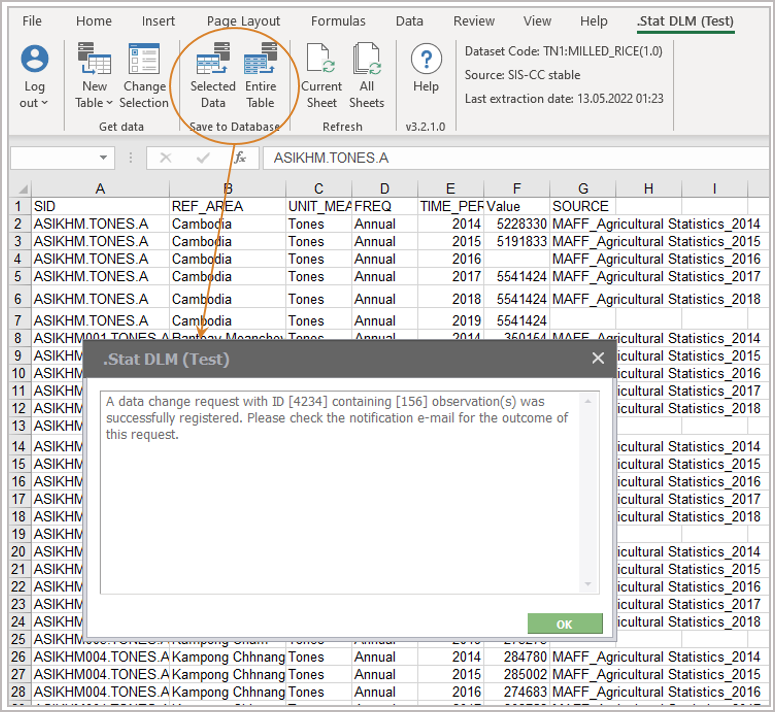 File Home Insert Page Layout Formulas Data Review View Help .Stat DLM (Test)
Log out
New Table
Change Selection
Get data
Selected Data
Entire Table
Save to Database
Current Sheet
All Sheets
Refresh
Help
v3.2.1.0
Dataset Code: TN1:MILLED_RICE(1.0)
Source: SIS-CC stable
Last extraction date: 13.05.2022 01:23
fx ASIKHM.TONES.A
A B C D E F G H I
1 SID REF_AREA UNIT_MEA FREQ TIME_PER Value SOURCE
2 ASIKHM.TONES.A Cambodia Tones Annual 2014 5228330 MAFF_Agricultural Statistics_2014
3 ASIKHM.TONES.A Cambodia Tones Annual 2015 5191833 MAFF_Agricultural Statistics_2015
4 ASIKHM.TONES.A Cambodia Tones Annual 2016 MAFF_Agricultural Statistics_2016
5 ASIKHM.TONES.A Cambodia Tones Annual 2017 5541424 MAFF_Agricultural Statistics_2017
6 ASIKHM.TONES.A Cambodia Tones Annual 2018 5541424 MAFF_Agricultural Statistics_2018
7 ASIKHM.TONES.A Cambodia Tones Annual 2019 5541424
8 ASIKHM001.TONES.A Banteay Meanchey Tones Annual 2014 MAFF_Agricultural Statistics_2014
9 ASIKHM icultural Statistics_2015
10 ASIKHM icultural Statistics_2016
11 ASIKHM icultural Statistics_2017
12 ASIKHM icultural Statistics_2018
13 ASIKHM
14 ASIKHM icultural Statistics_2014
15 ASIKHM icultural Statistics_2015
16 ASIKHM icultural Statistics_2016
17 ASIKHM icultural Statistics_2017
18 ASIKHM icultural Statistics_2018
19 ASIKHM
20 ASIKHM icultural Statistics_2014
21 ASIKHM icultural Statistics_2015
22 ASIKHM icultural Statistics_2016
23 ASIKHM icultural Statistics_2017
24 ASIKHM icultural Statistics_2018
.Stat DLM (Test)
A data change request with ID [4234] containing [156] observation(s) was
successfully registered. Please check the notification e-mail for the outcome of
this request.
OK
25 Tones Annual
26 ASIKHM004.TONES.A Kampong Chhnang Tones Annual 2014 284780 MAFF_Agricultural Statistics_2014
27 ASIKHM004.TONES.A Kampong Chhnang Tones Annual 2015 285002 MAFF_Agricultural Statistics_2015
28 ASIKHM004.TONES.A Kampong Chhnang Tones Annual 2016 274683 MAFF_Agricultural Statistics_2016